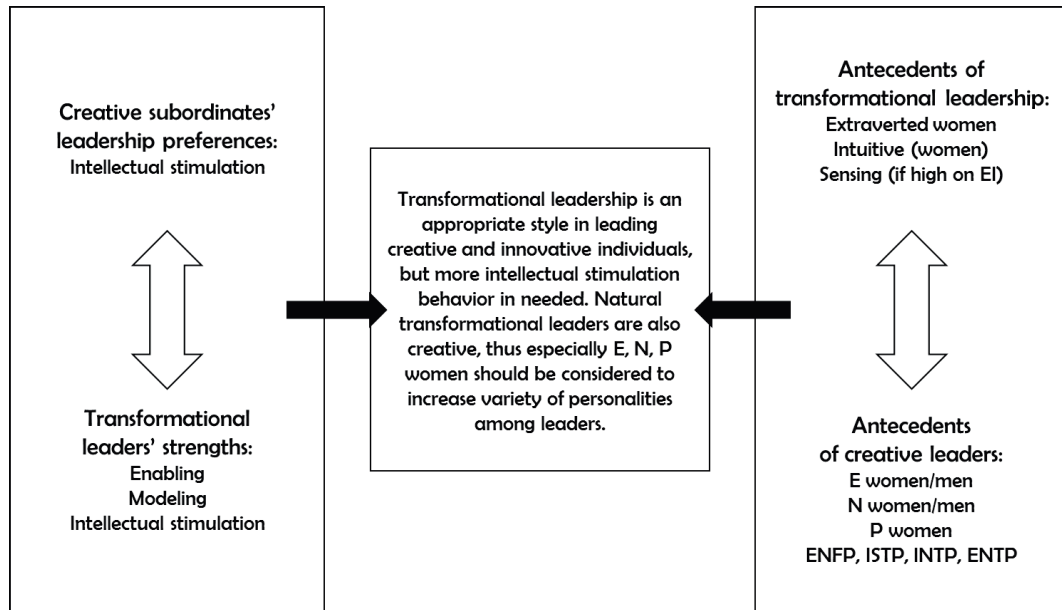 Creative subordinates'
leadership preferences:
Intellectual stimulation
Transformational
leaders' strengths:
Enabling
Modeling
Intellectual stimulation
Transformational leadership is an
appropriate style in leading
creative and innovative individuals,
but more intellectual stimulation
behavior in needed. Natural
transformational leaders are also
creative, thus especially E, N, P
women should be considered to
increase variety of personalities
among leaders.
Antecedents of
transformational leadership:
Extraverted women
Intuitive (women)
Sensing (if high on EI)
Antecedents
of creative leaders:
E women/men
N women/men
P women
ENFP, ISTP, INTP, ENTP